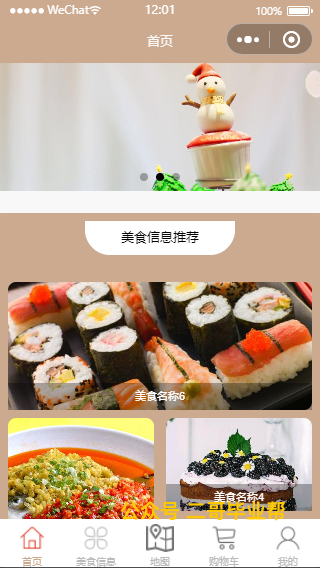 WeChat
12:01
100%
首页
美食信息推荐
美食名称6
美食名称4
公众号 二哥毕业帮
首页
美食信息
地图
购物车
我的